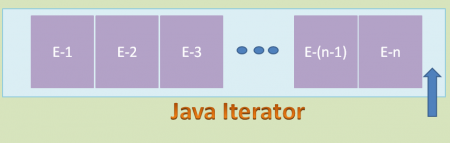 E-1 E-2 E-3 E-(n-1) E-n
Java Iterator